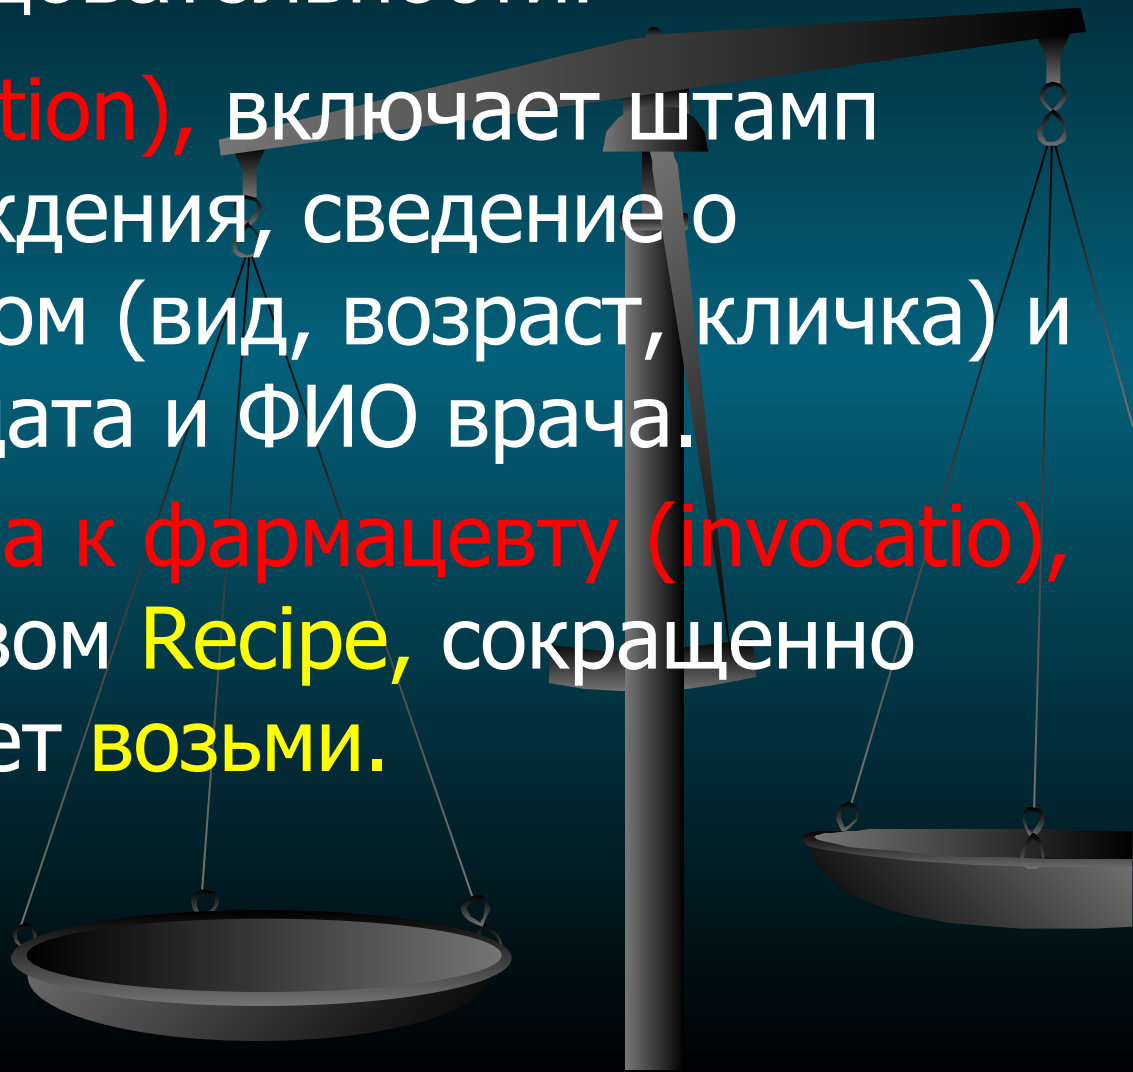 довательности.
tion), включает штамп
ждения, сведение о
ом (вид, возраст, кличка) и
дата и ФИО врача.
а к фармацевту (invocatio),
вом Recipe, сокращенно
ет возьми.